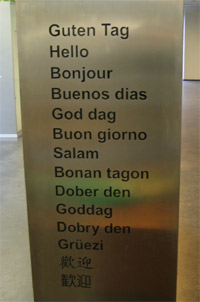 Guten Tag
Hello
Bonjour
Buenos dias
God dag
Buon giorno
Salam
Bonan tagon
Dober den
Goddag
Dobry den
Grüezi
歡迎
歡迎